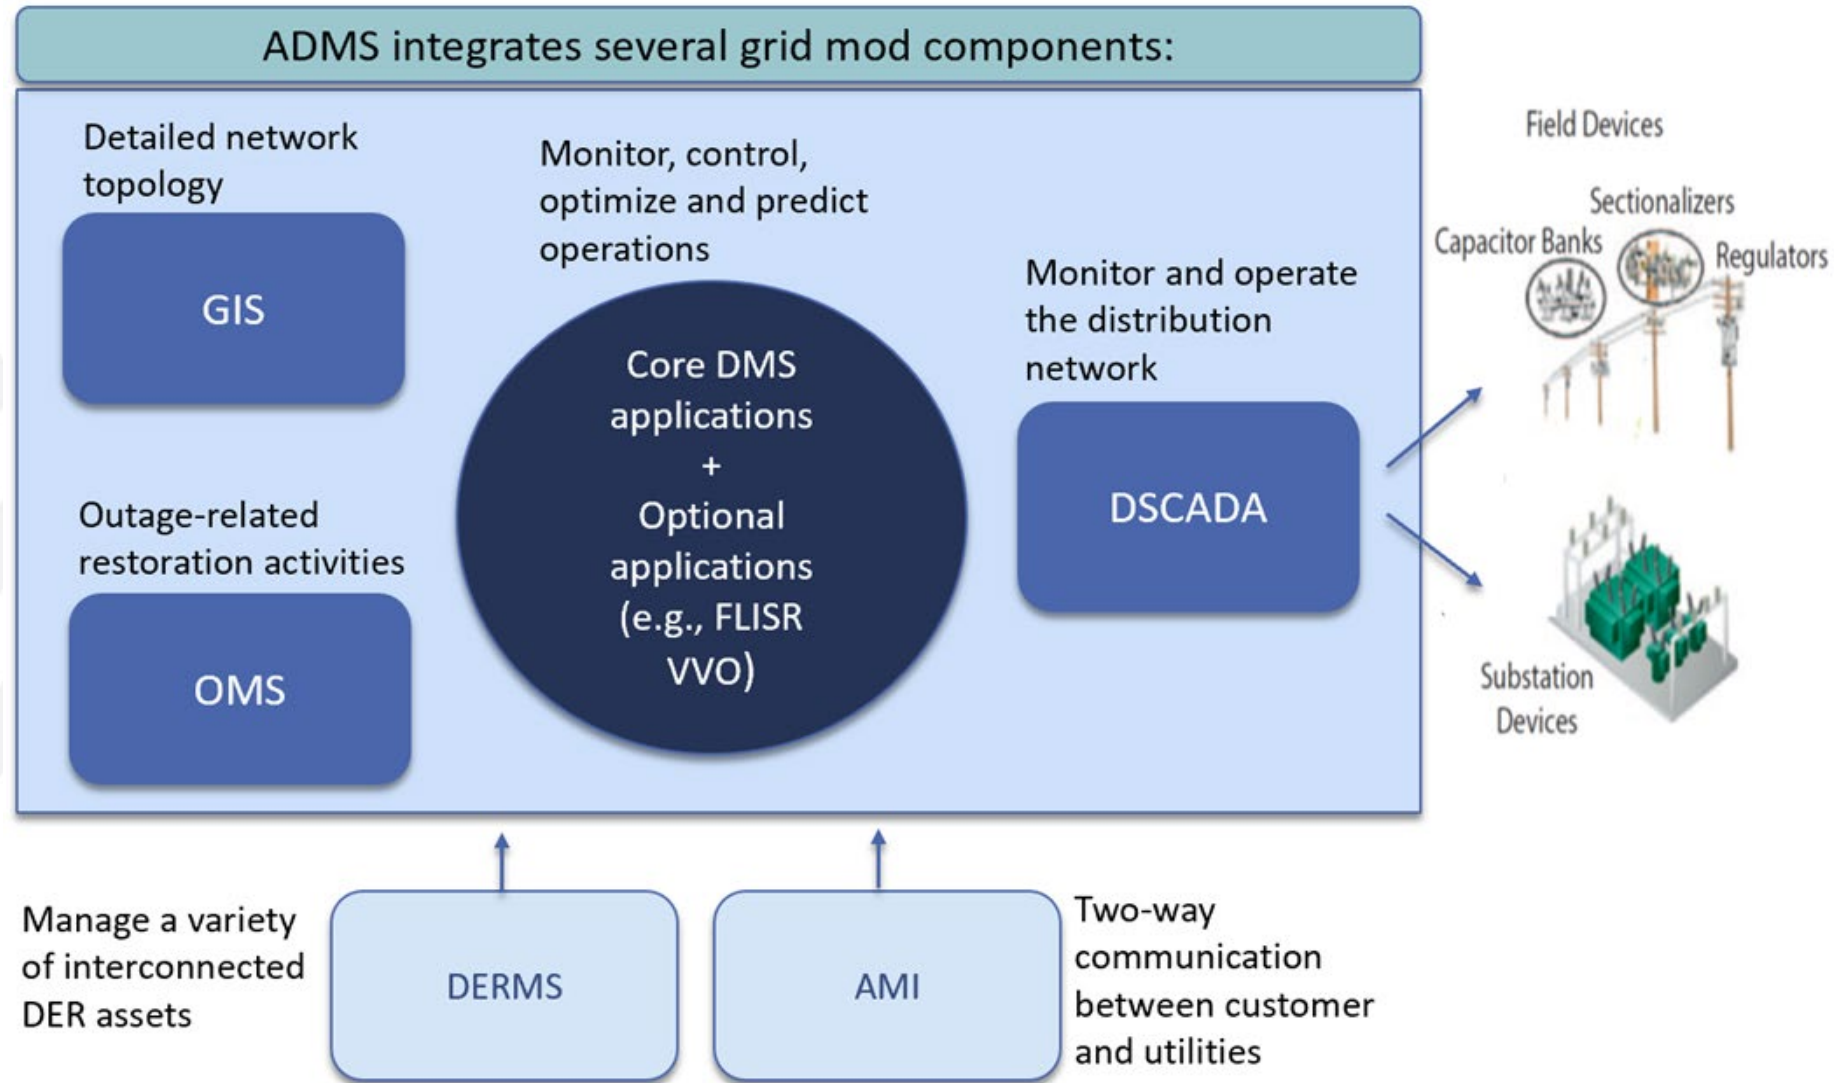 ADMS integrates several grid mod components:
Detailed network
topology
GIS
Outage-related
restoration activities
OMS
Monitor, control,
optimize and predict
operations
Core DMS
applications
+
Optional
applications
(e.g., FLISR
VVO)
Monitor and operate
the distribution
network
DSCADA
Field Devices
Sectionalizers
Capacitor Banks
Regulators
Substation
Devices
Manage a variety
of interconnected
DER assets
DERMS
AMI
Two-way
communication
between customer
and utilities